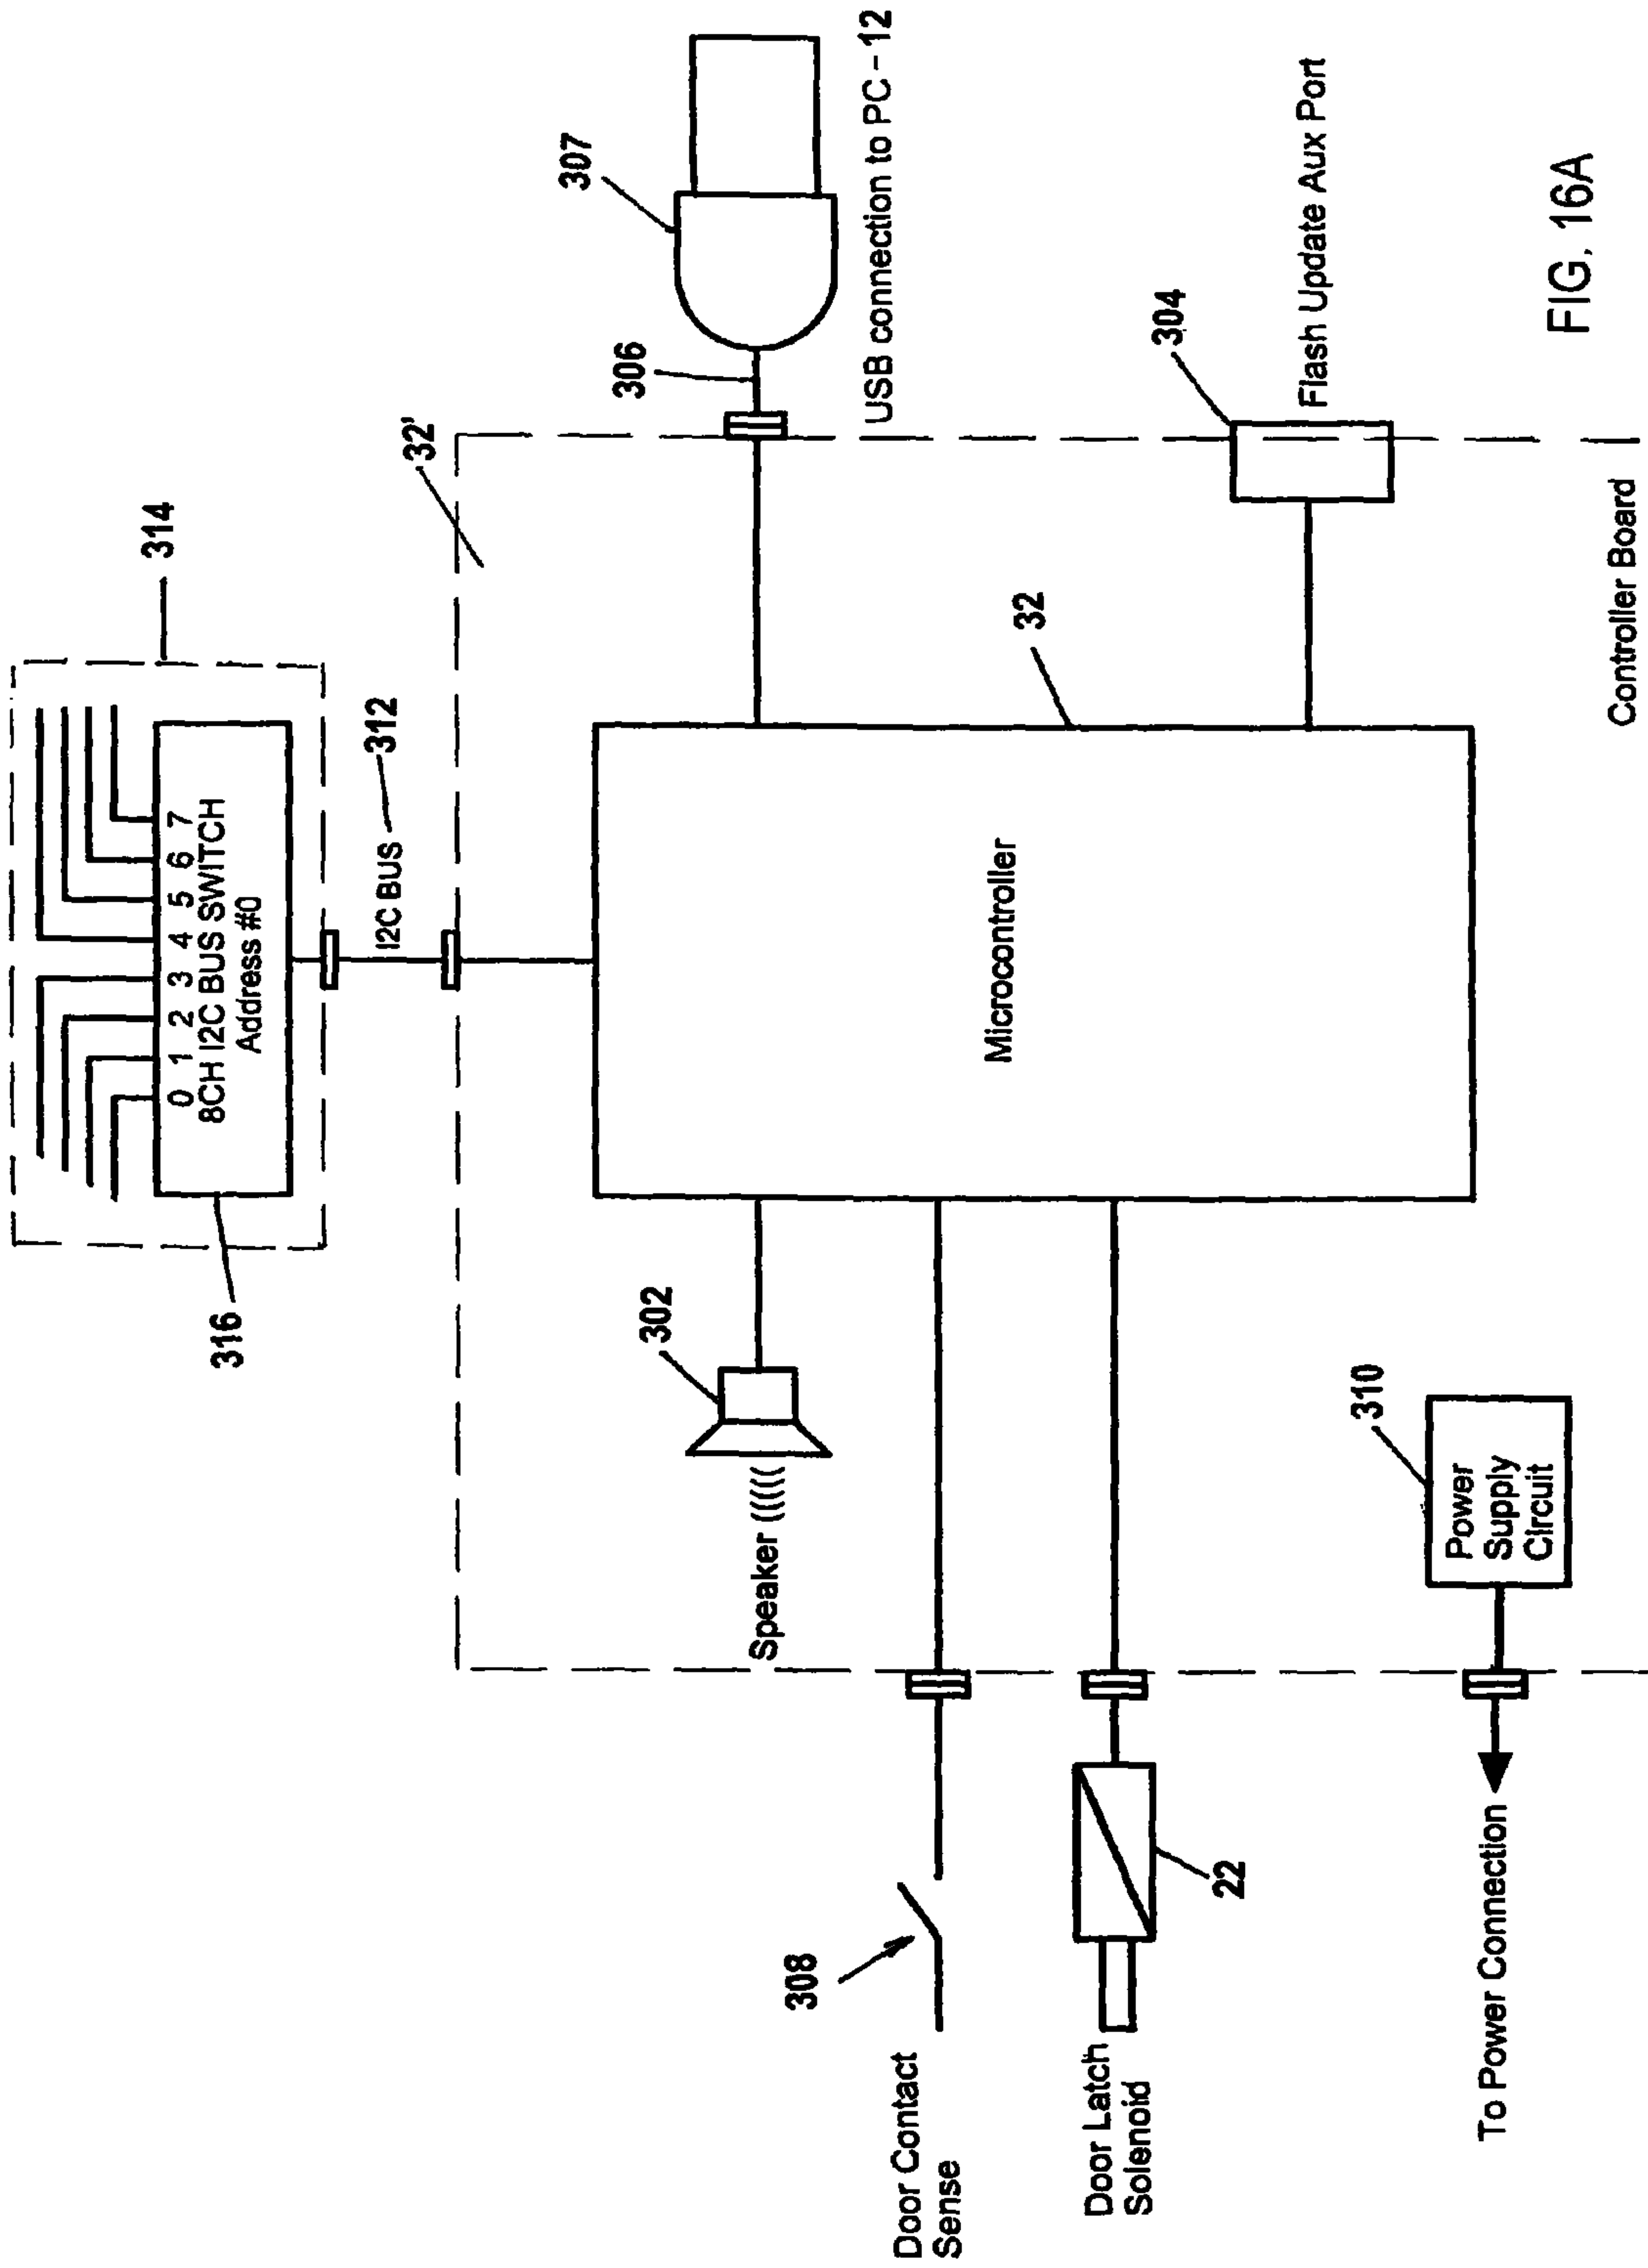 314
0 1 2 3 4 5 6 7
8CH I2C BUS SWITCH
Address #0
316
I2C BUS
312
32'
307
306
USB connection to PC - 12
302
Speaker (((((
32
Microcontroller
304
Flash Update Aux Port
308
Door Contact
Sense
Door Latch
Solenoid
22
310
Power
Supply
Circuit
To Power Connection
Controller Board
FIG. 16A